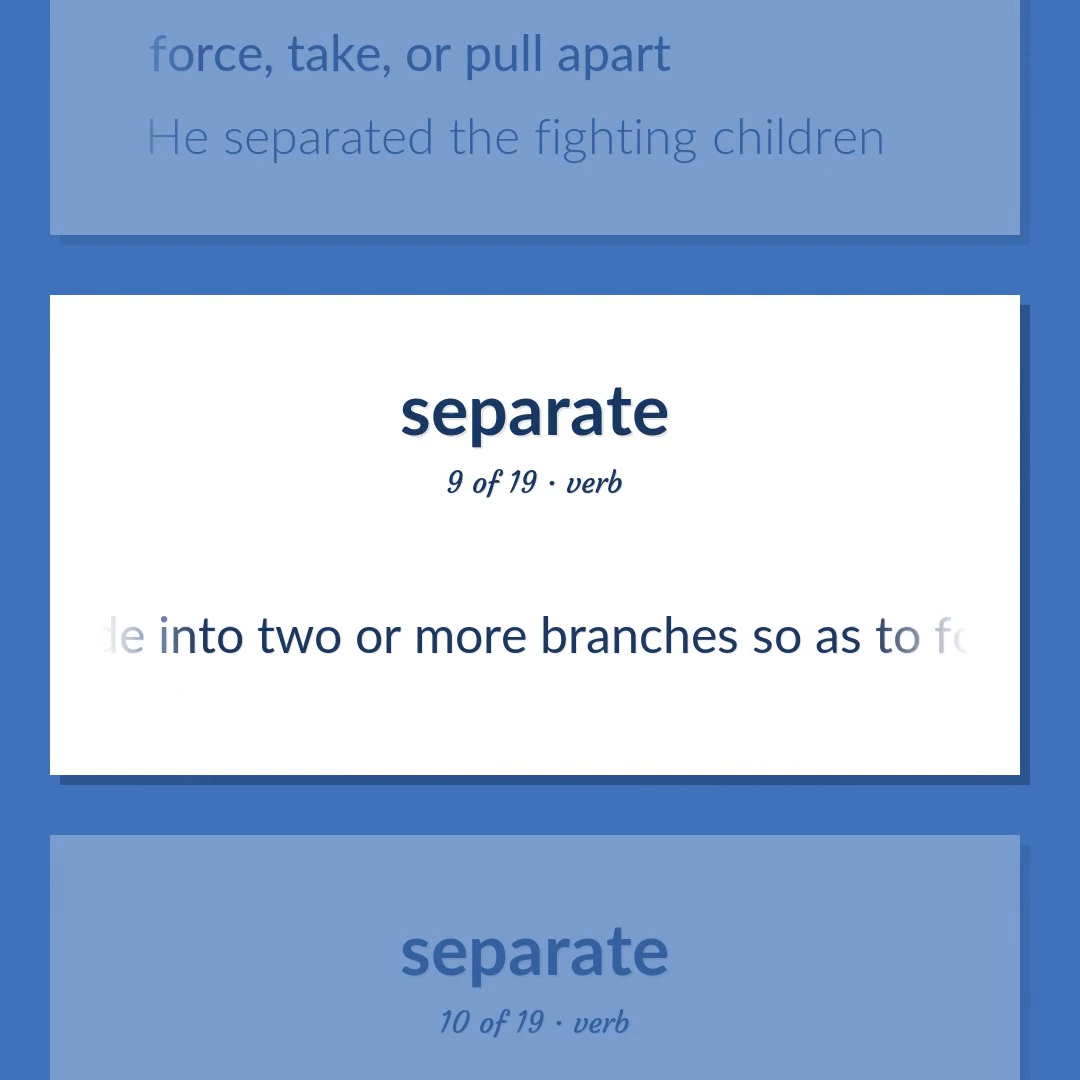 force, take, or pull apart
He separated the fighting children
separate
9 of 19 · verb
into two or more branches so as to
separate
10 of 19 · verb